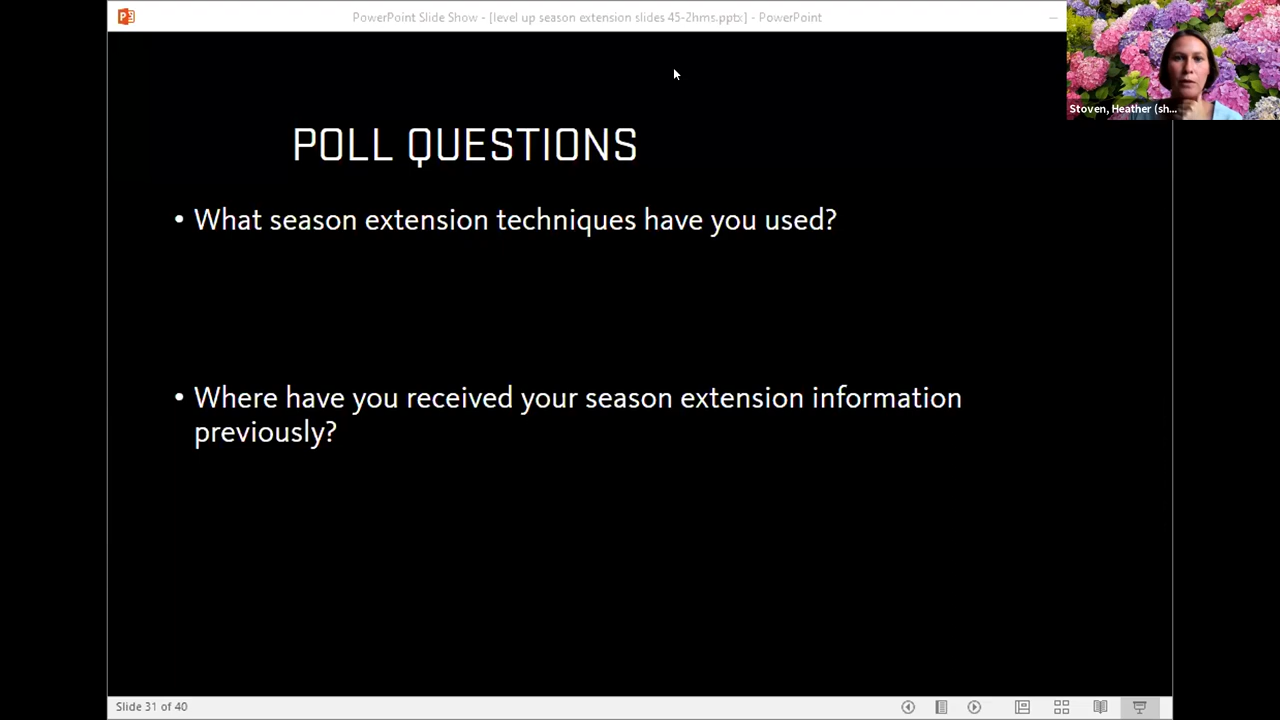 PowerPoint Slide Show - [level up season extension slides 45-2hms.pptx] - PowerPoint
Stoven, Heather (sh...
POLL QUESTIONS
• What season extension techniques have you used?
• Where have you received your season extension information
previously?
Slide 31 of 40